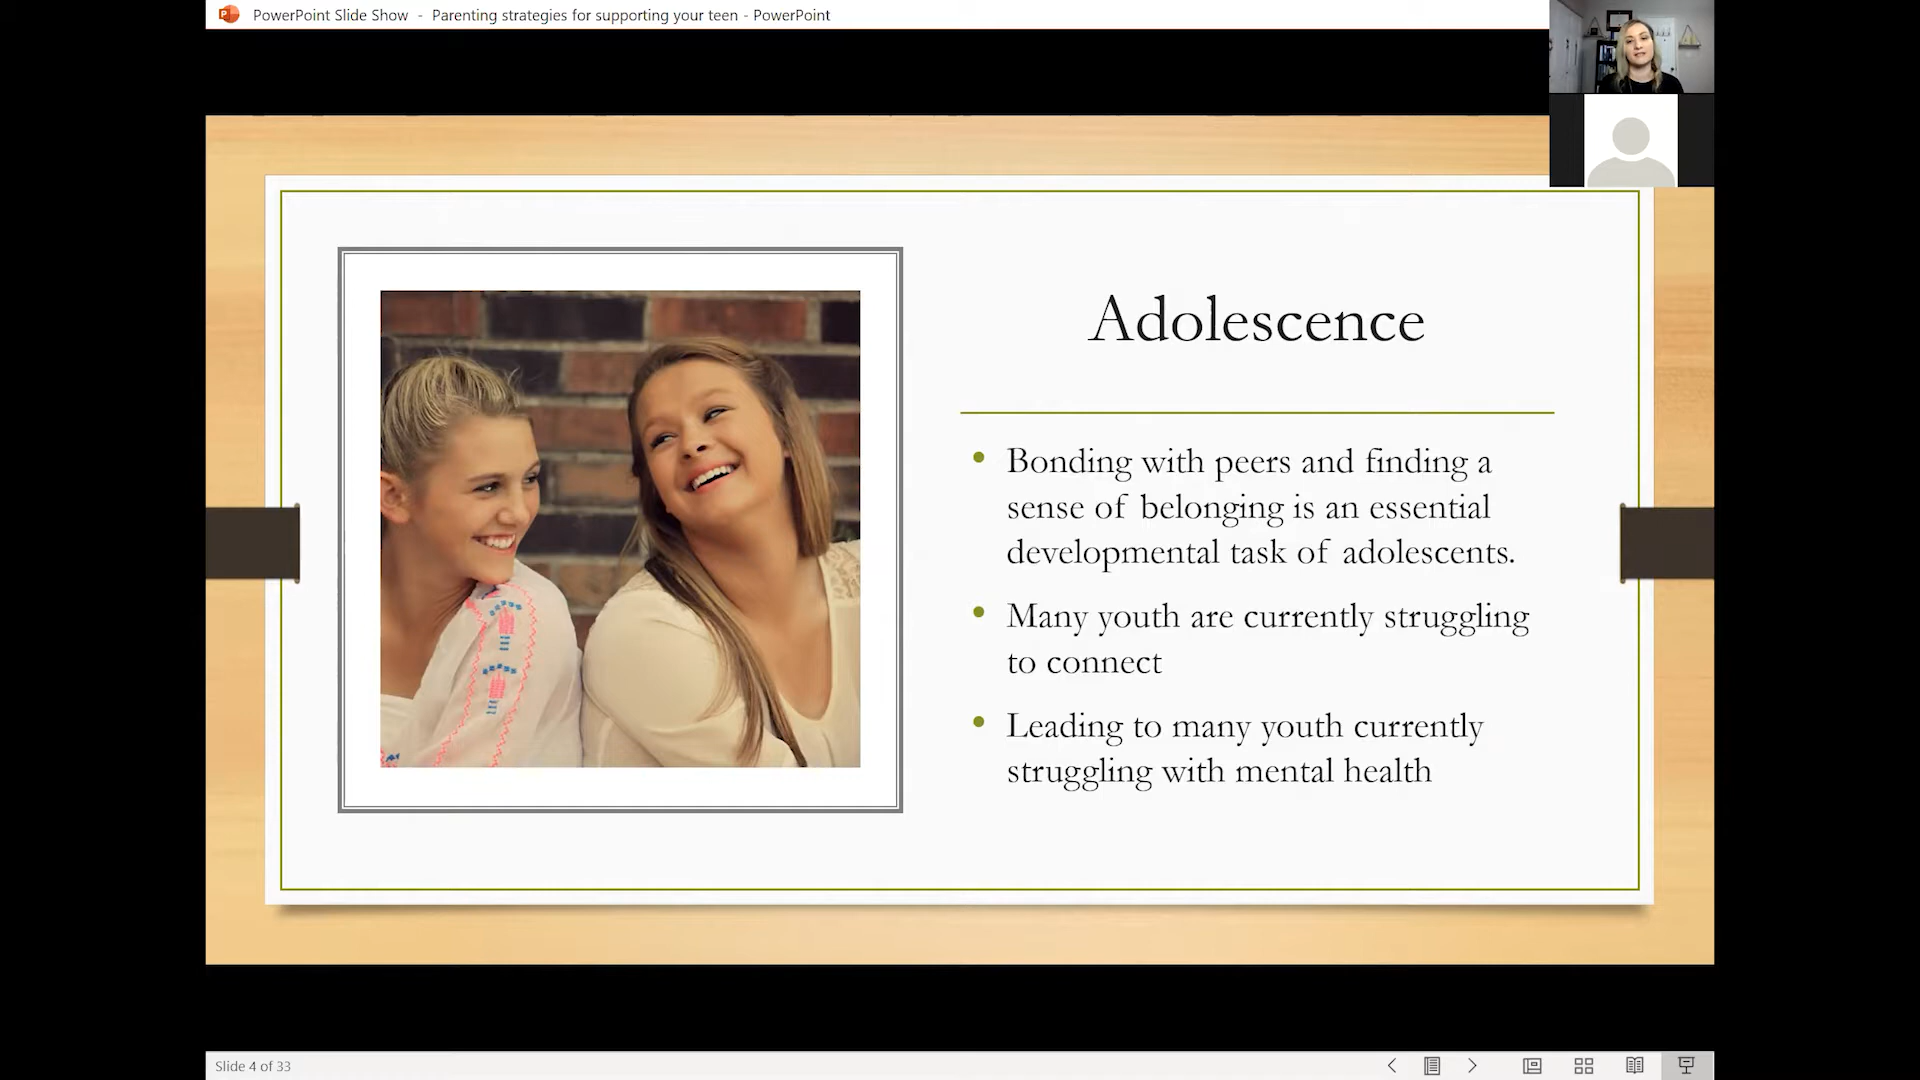 PowerPoint Slide Show - Parenting strategies for supporting your teen - PowerPoint
Adolescence
• Bonding with peers and finding a
sense of belonging is an essential
developmental task of adolescents.
• Many youth are currently struggling
to connect
• Leading to many youth currently
struggling with mental health
Slide 4 of 33